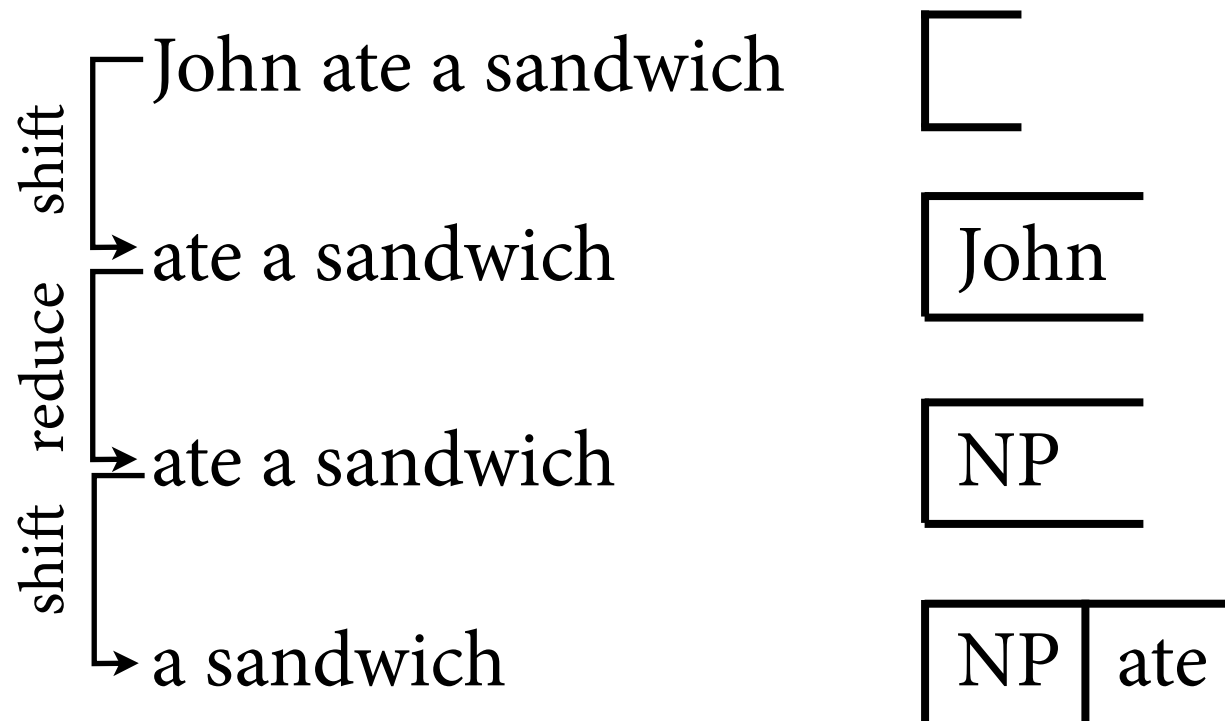 John ate a sandwich
shift
ate a sandwich
John
reduce
ate a sandwich
NP
shift
a sandwich
NP
ate